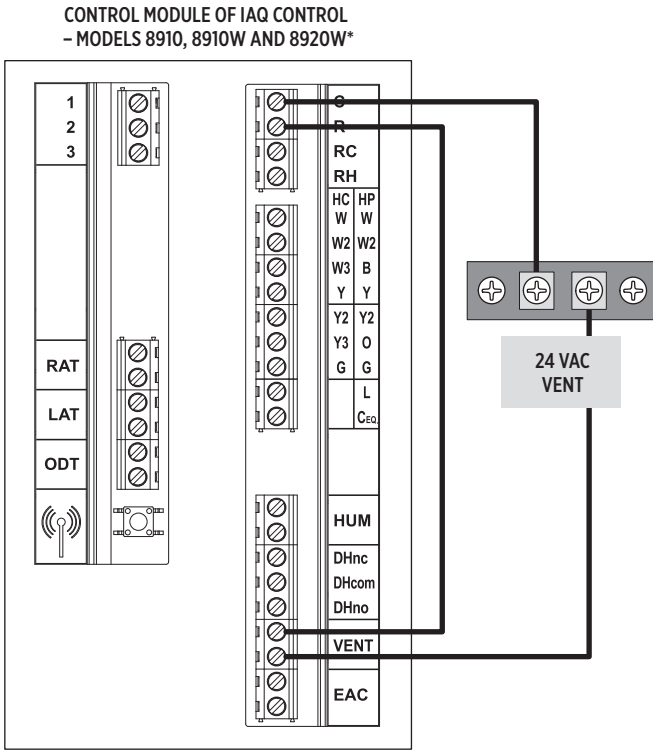 CONTROL MODULE OF IAQ CONTROL
– MODELS 8910, 8910W AND 8920W*
1
2
3
RAT
LAT
ODT
C
R
RC
RH
HC HP
W W
W2 W2
W3 B
Y Y
Y2 Y2
Y3 O
G G
L
CEQ.
HUM
DHnc
DHcom
DHno
VENT
EAC
24 VAC
VENT